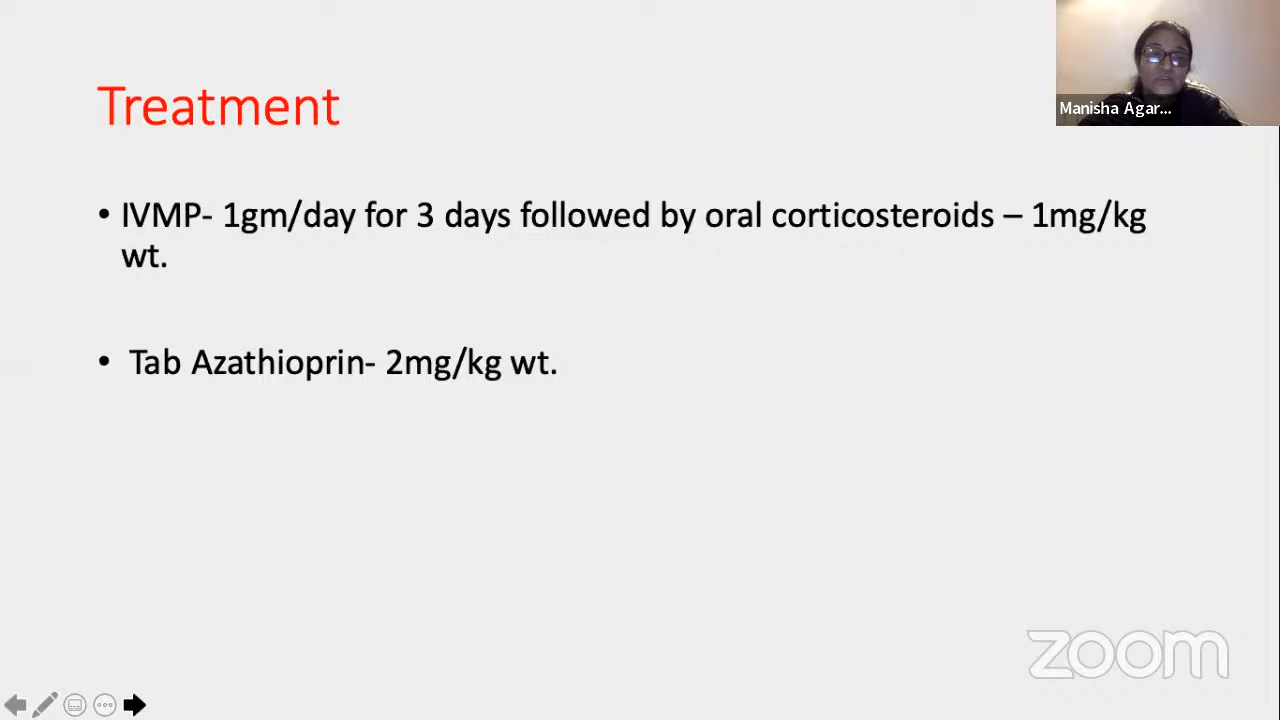 Treatment
Manisha Agar...
• IVMP- 1gm/day for 3 days followed by oral corticosteroids – 1mg/kg
wt.
• Tab Azathioprin- 2mg/kg wt.
zoom